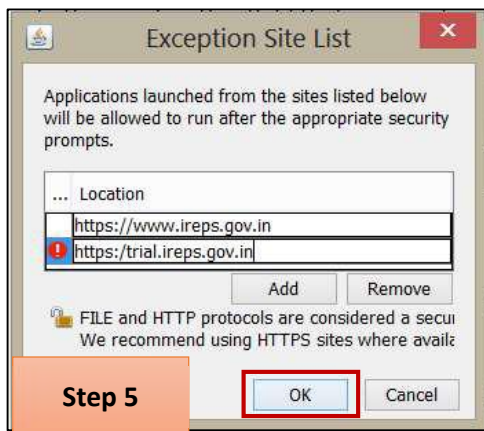 Exception Site List
Applications launched from the sites listed below
will be allowed to run after the appropriate security
prompts.
... Location
https://www.ireps.gov.in
https:/trial.ireps.gov.in
Add Remove
FILE and HTTP protocols are considered a secu
We recommend using HTTPS sites where availa
Step 5
OK Cancel